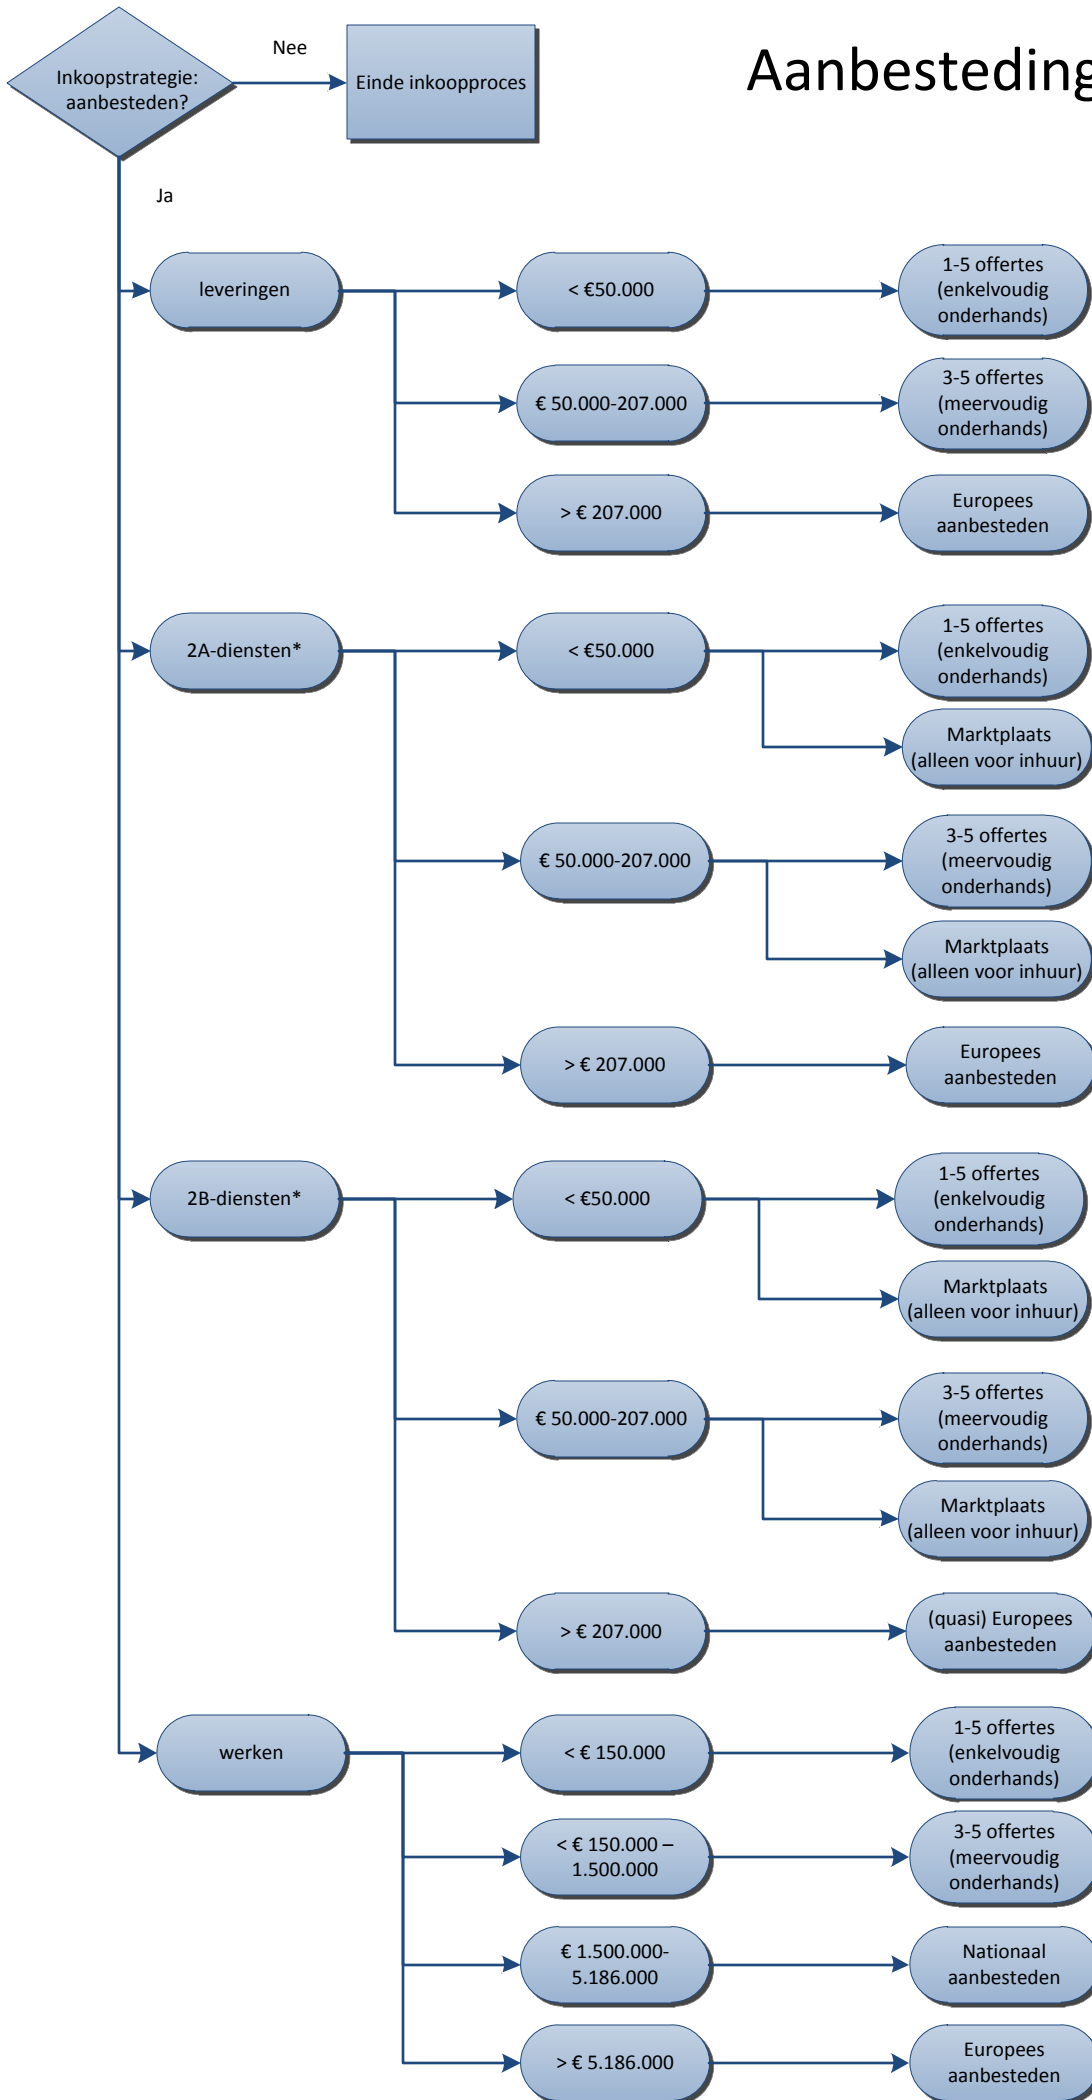 Aanbesteding
Nee
Inkoopstrategie:
aanbesteden?
Einde inkoopproces
Ja
leveringen
< €50.000
1-5 offertes
(enkelvoudig
onderhands)
€ 50.000-207.000
3-5 offertes
(meervoudig
onderhands)
> € 207.000
Europees
aanbesteden
2A-diensten*
< €50.000
1-5 offertes
(enkelvoudig
onderhands)
Marktplaats
(alleen voor inhuur)
€ 50.000-207.000
3-5 offertes
(meervoudig
onderhands)
Marktplaats
(alleen voor inhuur)
> € 207.000
Europees
aanbesteden
2B-diensten*
< €50.000
1-5 offertes
(enkelvoudig
onderhands)
Marktplaats
(alleen voor inhuur)
€ 50.000-207.000
3-5 offertes
(meervoudig
onderhands)
Marktplaats
(alleen voor inhuur)
> € 207.000
(quasi) Europees
aanbesteden
werken
< € 150.000
1-5 offertes
(enkelvoudig
onderhands)
< € 150.000 –
1.500.000
3-5 offertes
(meervoudig
onderhands)
€ 1.500.000-
5.186.000
Nationaal
aanbesteden
> € 5.186.000
Europees
aanbesteden